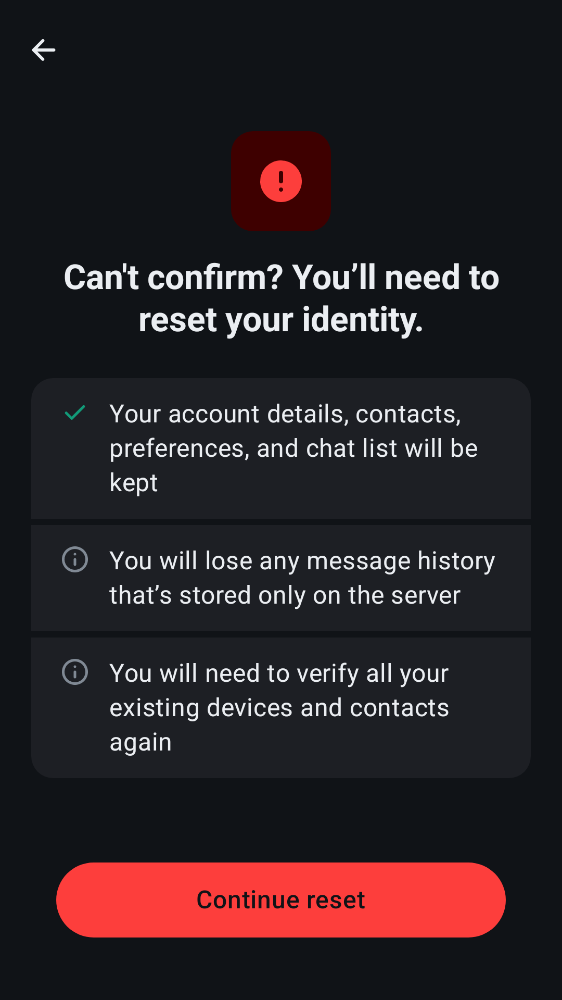 Can't confirm? You’ll need to
reset your identity.
Your account details, contacts,
preferences, and chat list will be
kept
You will lose any message history
that’s stored only on the server
You will need to verify all your
existing devices and contacts
again
Continue reset